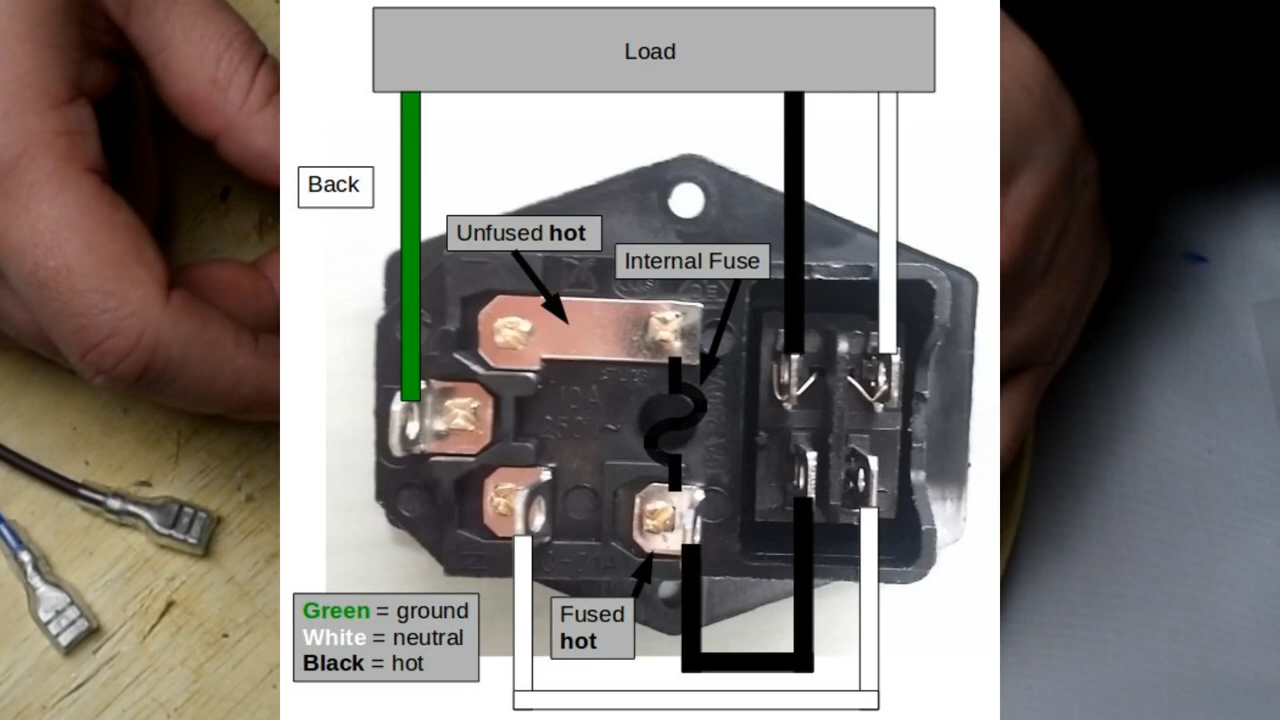 Load
Back
Unfused hot
Internal Fuse
10A
250V~
Fused
hot
Green = ground
White = neutral
Black = hot